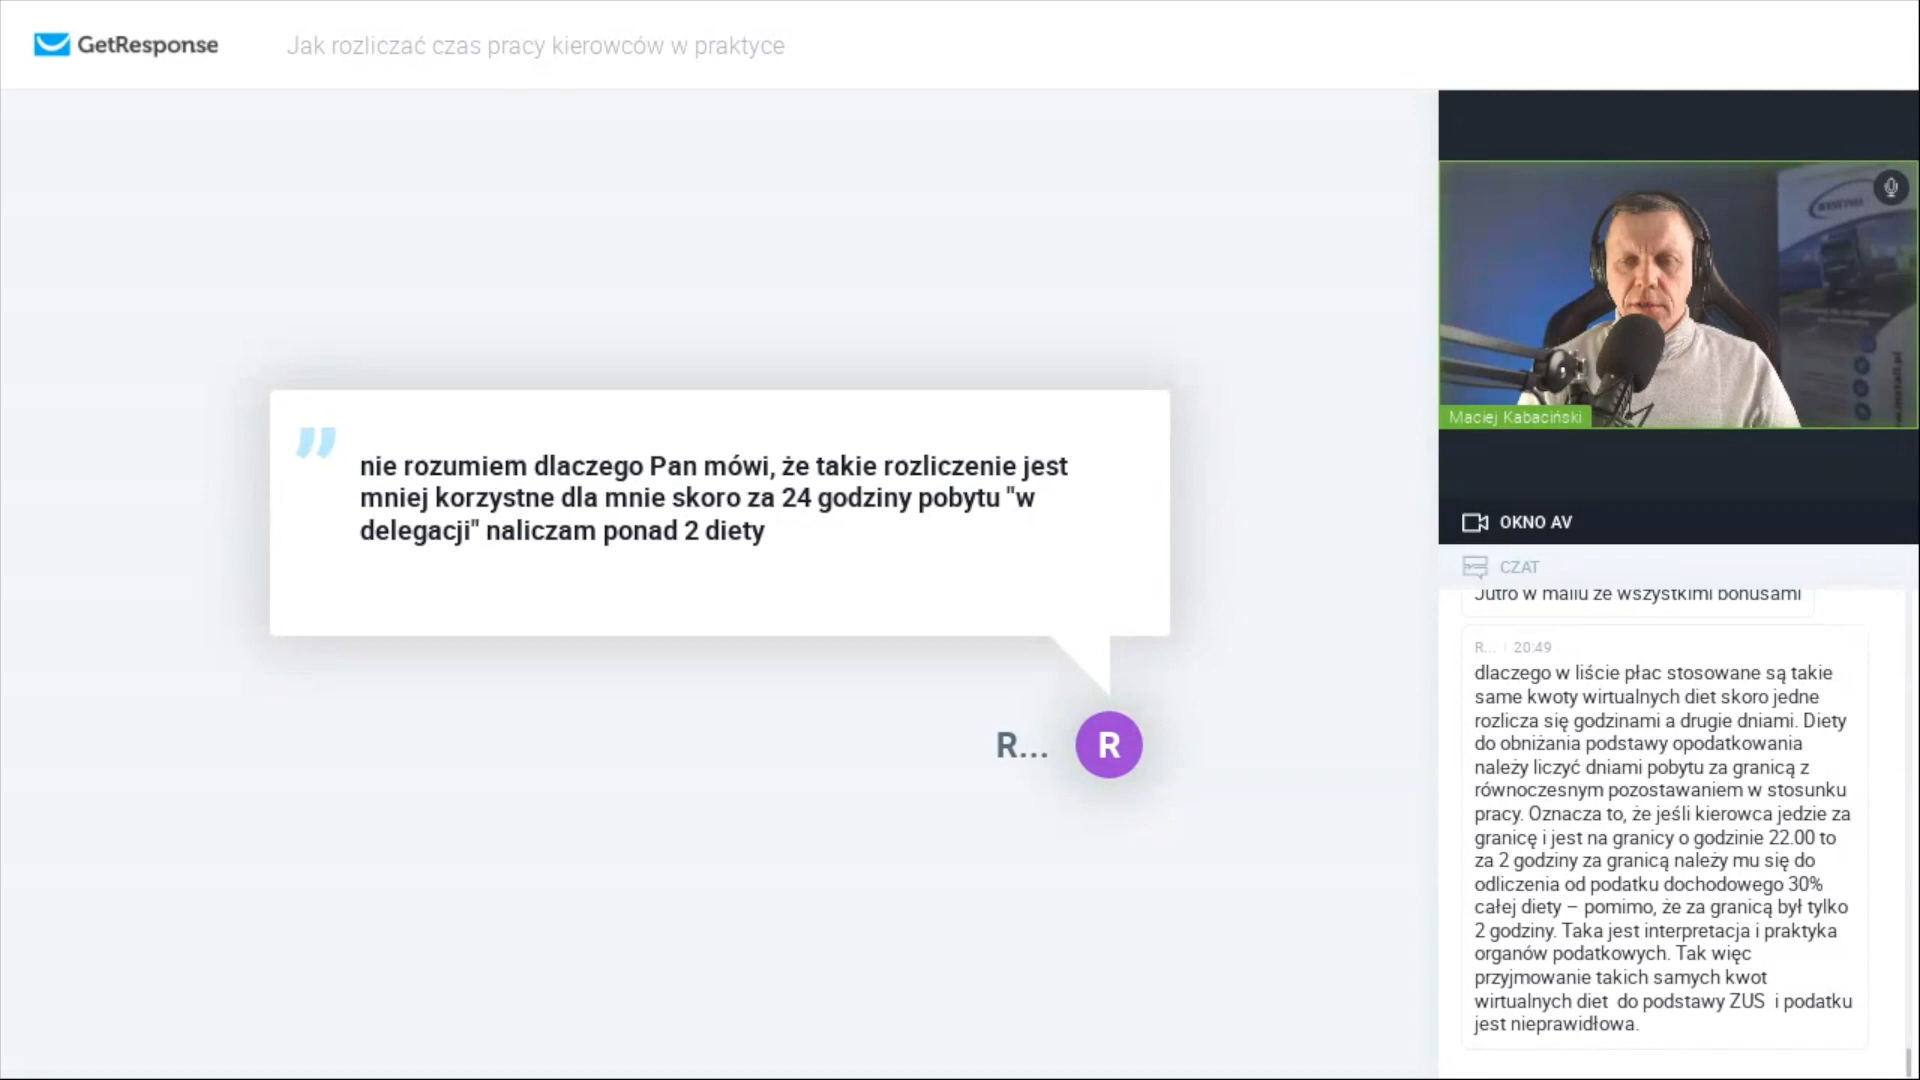 GetResponse
Jak rozliczać czas pracy kierowców w praktyce
nie rozumiem dlaczego Pan mówi, że takie rozliczenie jest
mniej korzystne dla mnie skoro za 24 godziny pobytu "w
delegacji" naliczam ponad 2 diety
R...
R
Maciej Kabaciński
OKNO AV
CZAT
Jutro w mailu ze wszystkimi bonusami
R... 20:49
dlaczego w liście płac stosowane są takie
same kwoty wirtualnych diet skoro jedne
rozlicza się godzinami a drugie dniami. Diety
do obniżania podstawy opodatkowania
należy liczyć dniami pobytu za granicą z
równoczesnym pozostawaniem w stosunku
pracy. Oznacza to, że jeśli kierowca jedzie za
granicę i jest na granicy o godzinie 22.00 to
za 2 godziny za granicą należy mu się do
odliczenia od podatku dochodowego 30%
całej diety – pomimo, że za granicą był tylko
2 godziny. Taka jest interpretacja i praktyka
organów podatkowych. Tak więc
przyjmowanie takich samych kwot
wirtualnych diet do podstawy ZUS i podatku
jest nieprawidłowa.